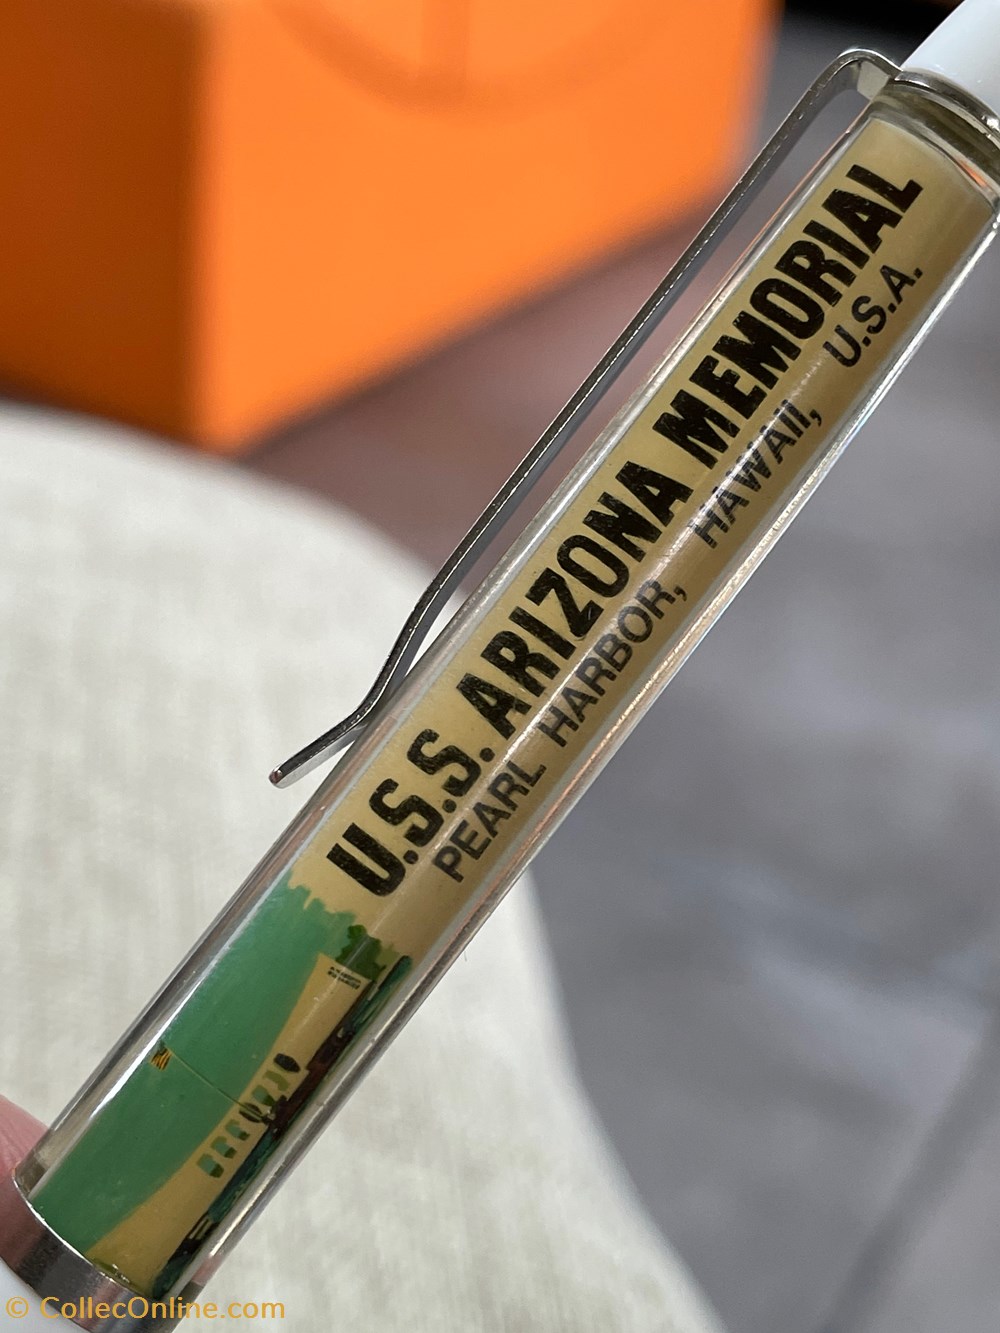 U.S.S. ARIZONA MEMORIAL
PEARL HARBOR, HAWAII, U.S.A.
© CollecOnline.com